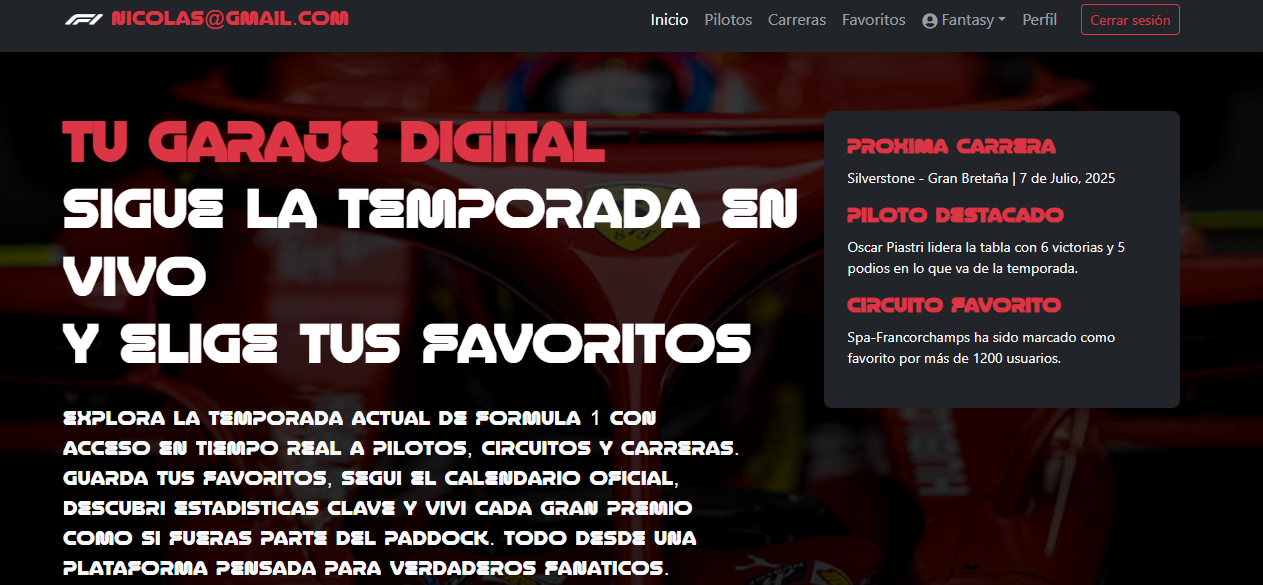 F1 NICOLAS@GMAIL.COM
Inicio Pilotos Carreras Favoritos Fantasy Perfil Cerrar sesión
TU GARAJE DIGITAL
SIGUE LA TEMPORADA EN
VIVO
Y ELIGE TUS FAVORITOS
EXPLORA LA TEMPORADA ACTUAL DE FORMULA 1 CON
ACCESO EN TIEMPO REAL A PILOTOS, CIRCUITOS Y CARRERAS.
GUARDA TUS FAVORITOS, SEGUI EL CALENDARIO OFICIAL,
DESCUBRI ESTADISTICAS CLAVE Y VIVI CADA GRAN PREMIO
COMO SI FUERAS PARTE DEL PADDOCK. TODO DESDE UNA
PLATAFORMA PENSADA PARA VERDADEROS FANATICOS.
PROXIMA CARRERA
Silverstone - Gran Bretaña | 7 de Julio, 2025
PILOTO DESTACADO
Oscar Piastri lidera la tabla con 6 victorias y 5
podios en lo que va de la temporada.
CIRCUITO FAVORITO
Spa-Francorchamps ha sido marcado como
favorito por más de 1200 usuarios.